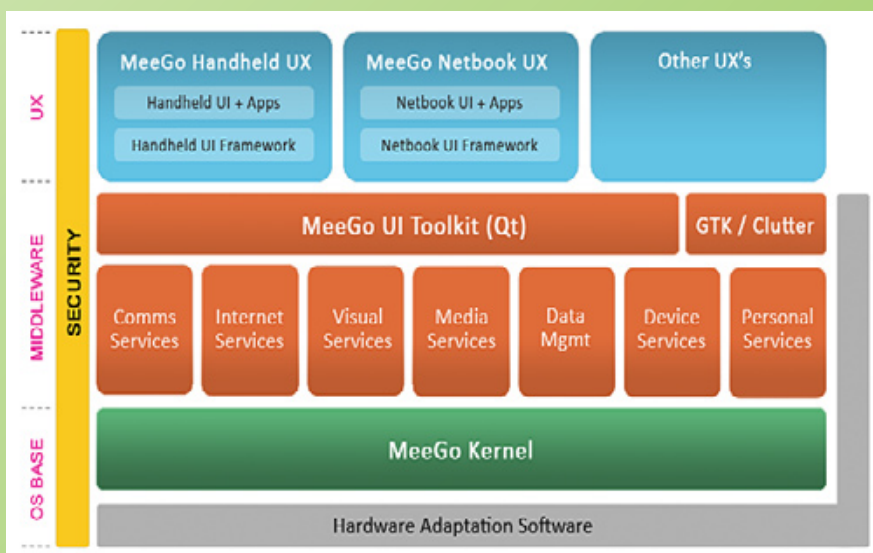 UX
MIDDLEWARE
OS BASE
SECURITY
MeeGo Handheld UX
Handheld UI + Apps
Handheld UI Framework
MeeGo Netbook UX
Netbook UI + Apps
Netbook UI Framework
Other UX's
MeeGo UI Toolkit (Qt)
GTK / Clutter
Comms
Services
Internet
Services
Visual
Services
Media
Services
Data
Mgmt
Device
Services
Personal
Services
MeeGo Kernel
Hardware Adaptation Software